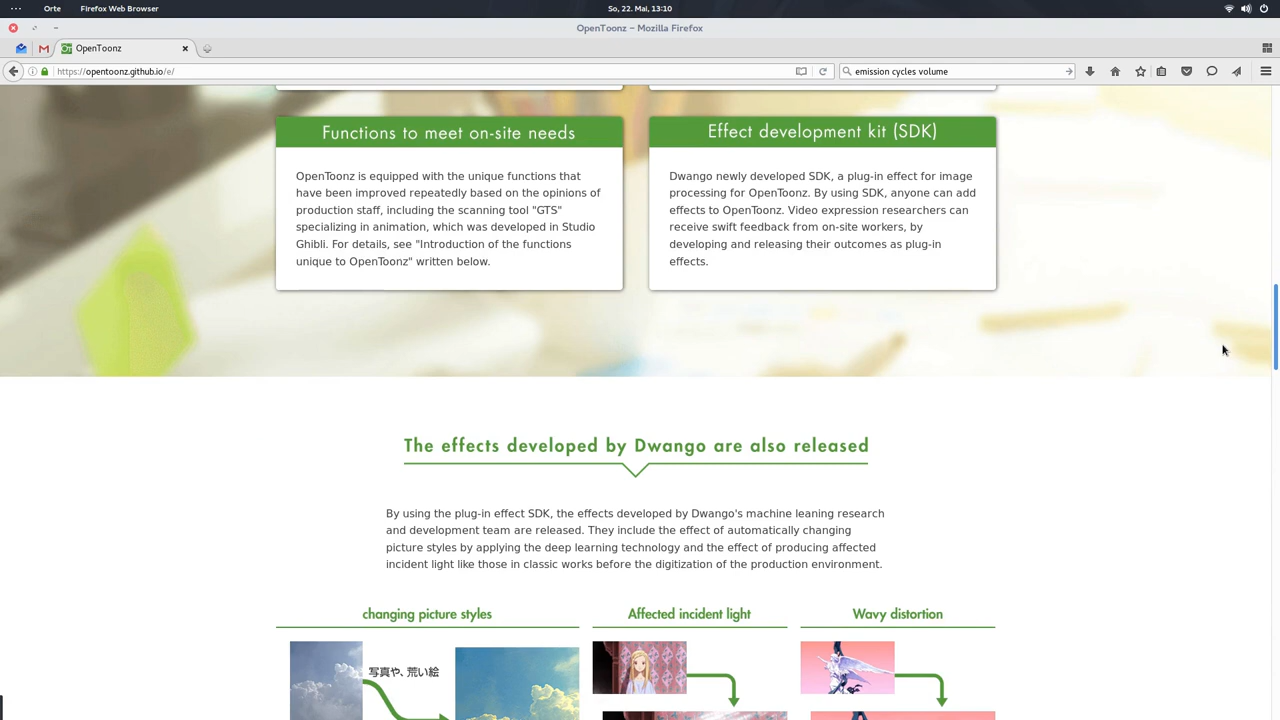 Orte
Firefox Web Browser
So, 22. Mai, 13:10
OpenToonz – Mozilla Firefox
OpenToonz
https://opentoonz.github.io/e/
emission cycles volume
Functions to meet on-site needs
OpenToonz is equipped with the unique functions that
have been improved repeatedly based on the opinions of
production staff, including the scanning tool "GTS"
specializing in animation, which was developed in Studio
Ghibli. For details, see "Introduction of the functions
unique to OpenToonz" written below.
Effect development kit (SDK)
Dwango newly developed SDK, a plug-in effect for image
processing for OpenToonz. By using SDK, anyone can add
effects to OpenToonz. Video expression researchers can
receive swift feedback from on-site workers, by
developing and releasing their outcomes as plug-in
effects.
The effects developed by Dwango are also released
By using the plug-in effect SDK, the effects developed by Dwango's machine leaning research
and development team are released. They include the effect of automatically changing
picture styles by applying the deep learning technology and the effect of producing affected
incident light like those in classic works before the digitization of the production environment.
changing picture styles
Affected incident light
Wavy distortion
写真や、荒い絵